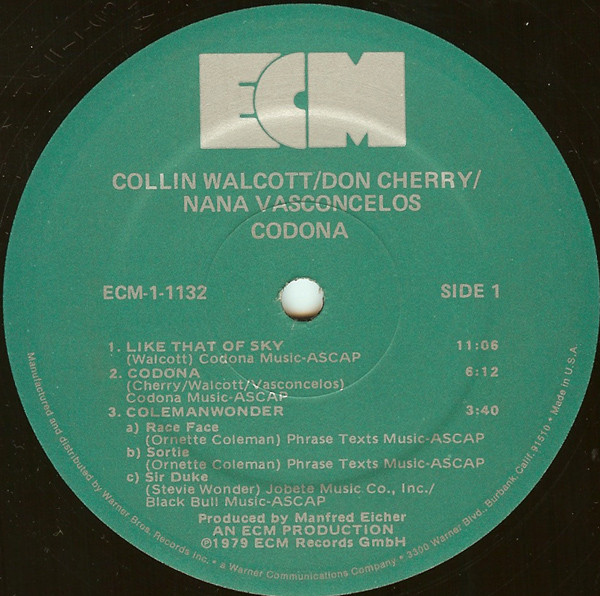 ECM
COLLIN WALCOTT/DON CHERRY/
NANA VASCONCELOS
CODONA
ECM-1-1132 SIDE 1
1. LIKE THAT OF SKY 11:06
(Walcott) Codona Music-ASCAP
2. CODONA 6:12
(Cherry/Walcott/Vasconcelos)
Codona Music-ASCAP
3. COLEMANWONDER 3:40
a) Race Face
(Ornette Coleman) Phrase Texts Music-ASCAP
b) Sortie
(Ornette Coleman) Phrase Texts Music-ASCAP
c) Sir Duke
(Stevie Wonder) Jobete Music Co., Inc./
Black Bull Music-ASCAP
Produced by Manfred Eicher
AN ECM PRODUCTION
℗1979 ECM Records GmbH
Manufactured and distributed by Warner Bros. Records Inc. • a Warner Communications Company • 3300 Warner Blvd., Burbank, Calif. 91510 • Made in U.S.A.